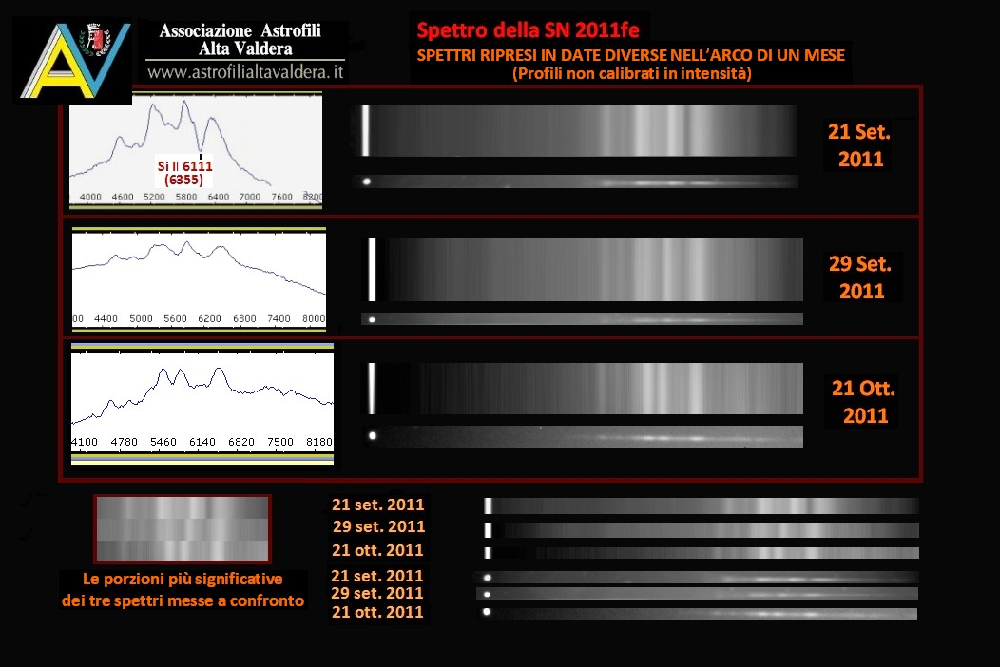 Associazione Astrofili
Alta Valdera
www.astrofilialtavaldera.it
Spettro della SN 2011fe
SPETTRI RIPRESI IN DATE DIVERSE NELL'ARCO DI UN MESE
(Profili non calibrati in intensità)
Si II 6111
(6355)
4000 4600 5200 5800 6400 7000 7600 8200
21 Set.
2011
00 4400 5000 5600 6200 6800 7400 8000
29 Set.
2011
4100 4780 5460 6140 6820 7500 8180
21 Ott.
2011
Le porzioni più significative
dei tre spettri messe a confronto
21 set. 2011
29 set. 2011
21 ott. 2011
21 set. 2011
29 set. 2011
21 ott. 2011